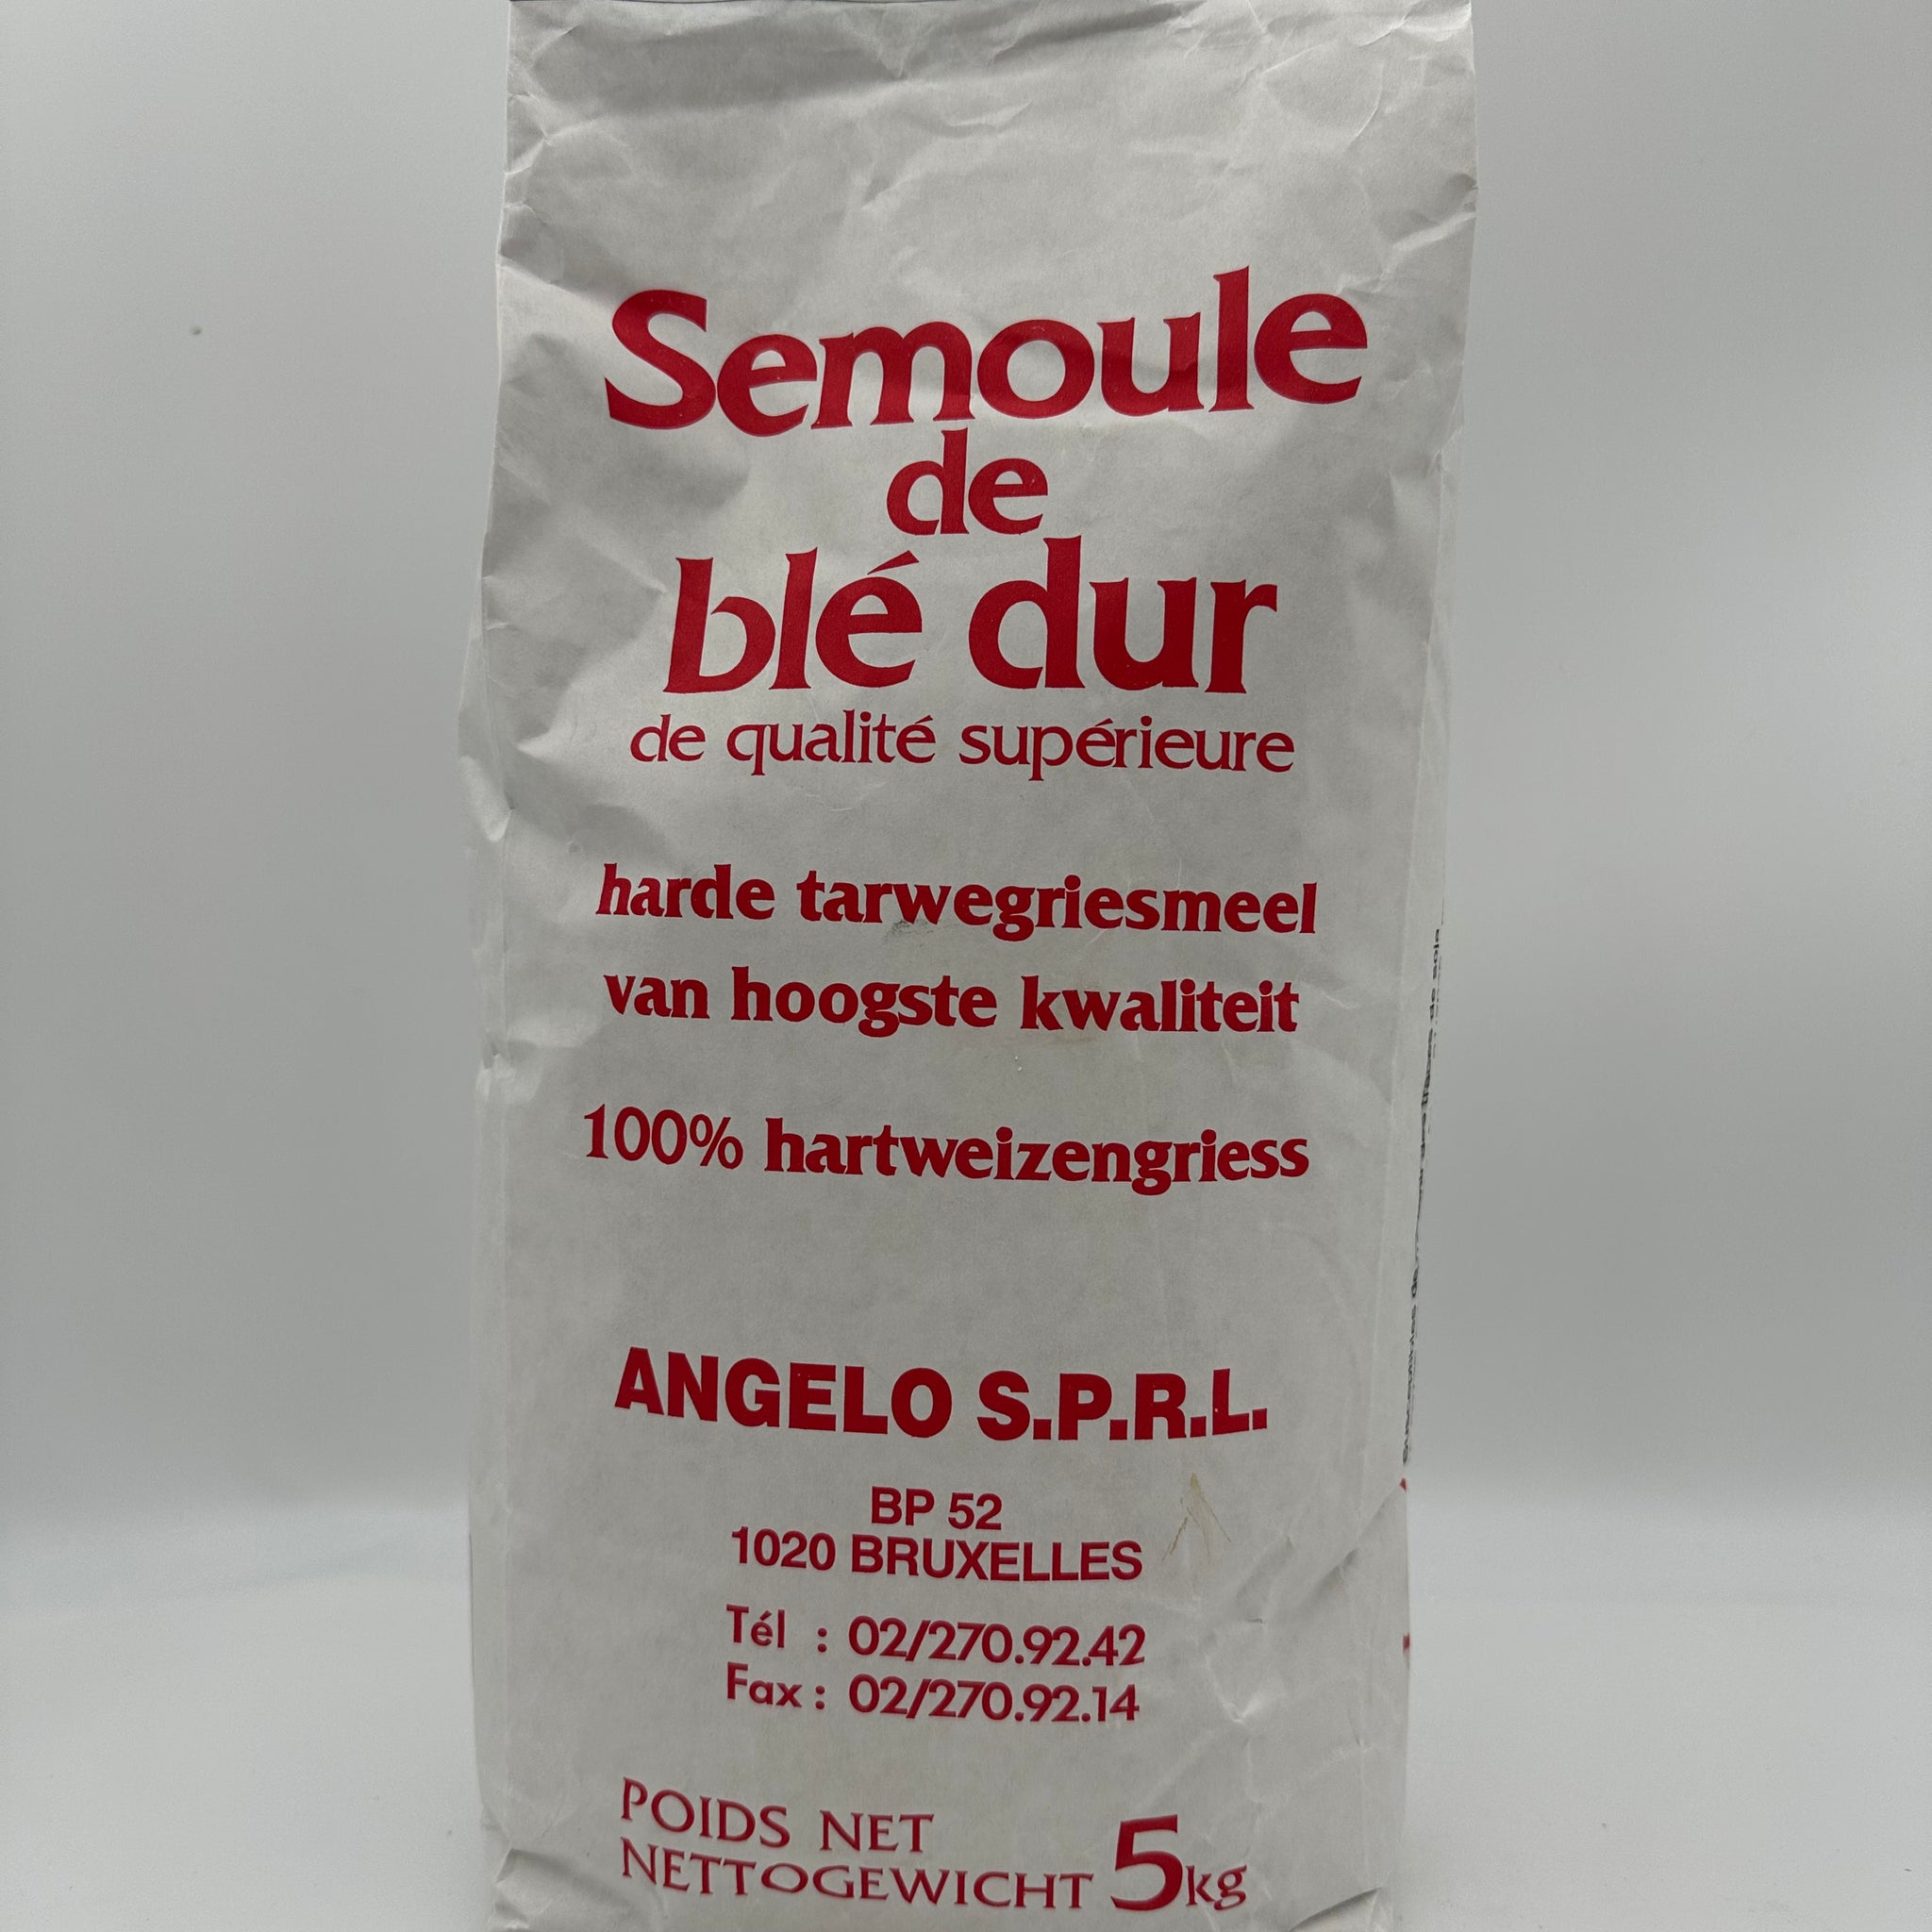 Semoule
de
blé dur
de qualité supérieure
harde tarwegriesmeel
van hoogste kwaliteit
100% hartweizengriess
ANGELO S.P.R.L.
BP 52
1020 BRUXELLES
Tél : 02/270.92.42
Fax : 02/270.92.14
POIDS NET
NETTOGEWICHT 5kg